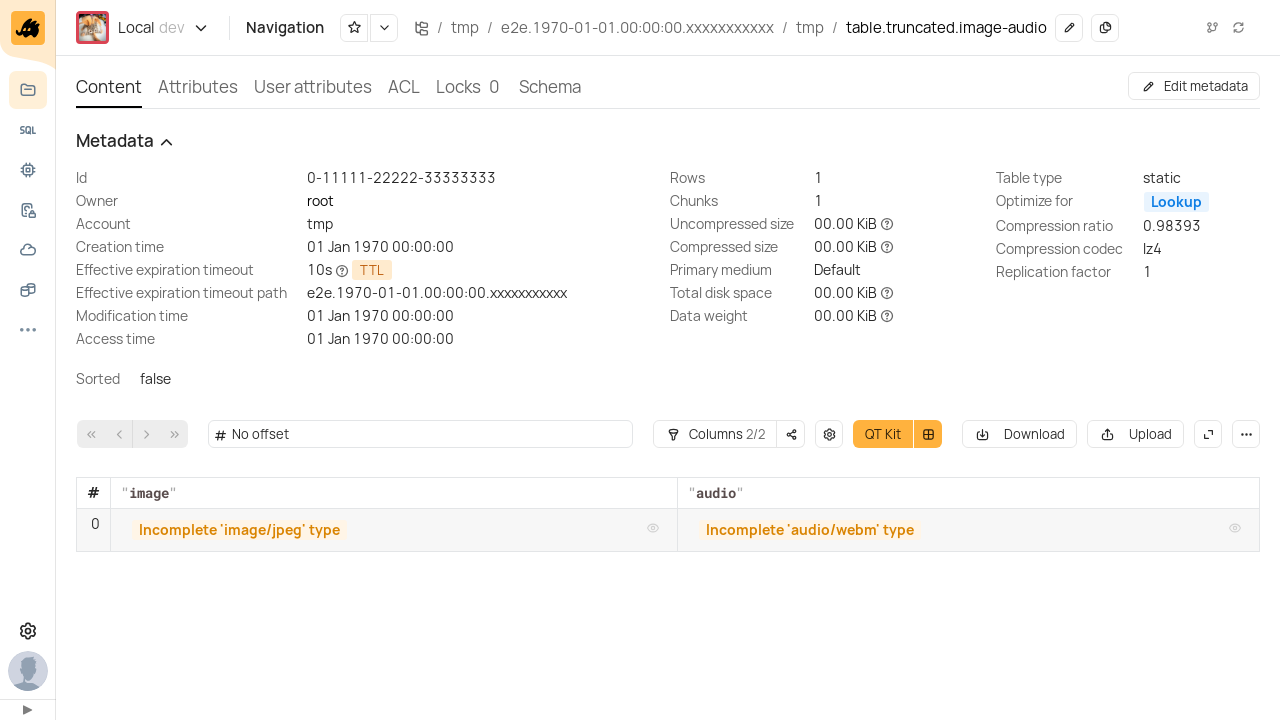 Local dev
Navigation
/ tmp / e2e.1970-01-01.00:00:00.xxxxxxxxxxx / tmp / table.truncated.image-audio
SQL
Content Attributes User attributes ACL Locks 0 Schema
Edit metadata
Metadata
Id 0-11111-22222-33333333
Owner root
Account tmp
Creation time 01 Jan 1970 00:00:00
Effective expiration timeout 10s TTL
Effective expiration timeout path e2e.1970-01-01.00:00:00.xxxxxxxxxxx
Modification time 01 Jan 1970 00:00:00
Access time 01 Jan 1970 00:00:00
Rows 1
Chunks 1
Uncompressed size 00.00 KiB
Compressed size 00.00 KiB
Primary medium Default
Total disk space 00.00 KiB
Data weight 00.00 KiB
Table type static
Optimize for Lookup
Compression ratio 0.98393
Compression codec lz4
Replication factor 1
Sorted false
# No offset
Columns 2/2
QT Kit
Download
Upload
# "image" "audio"
0 Incomplete 'image/jpeg' type Incomplete 'audio/webm' type